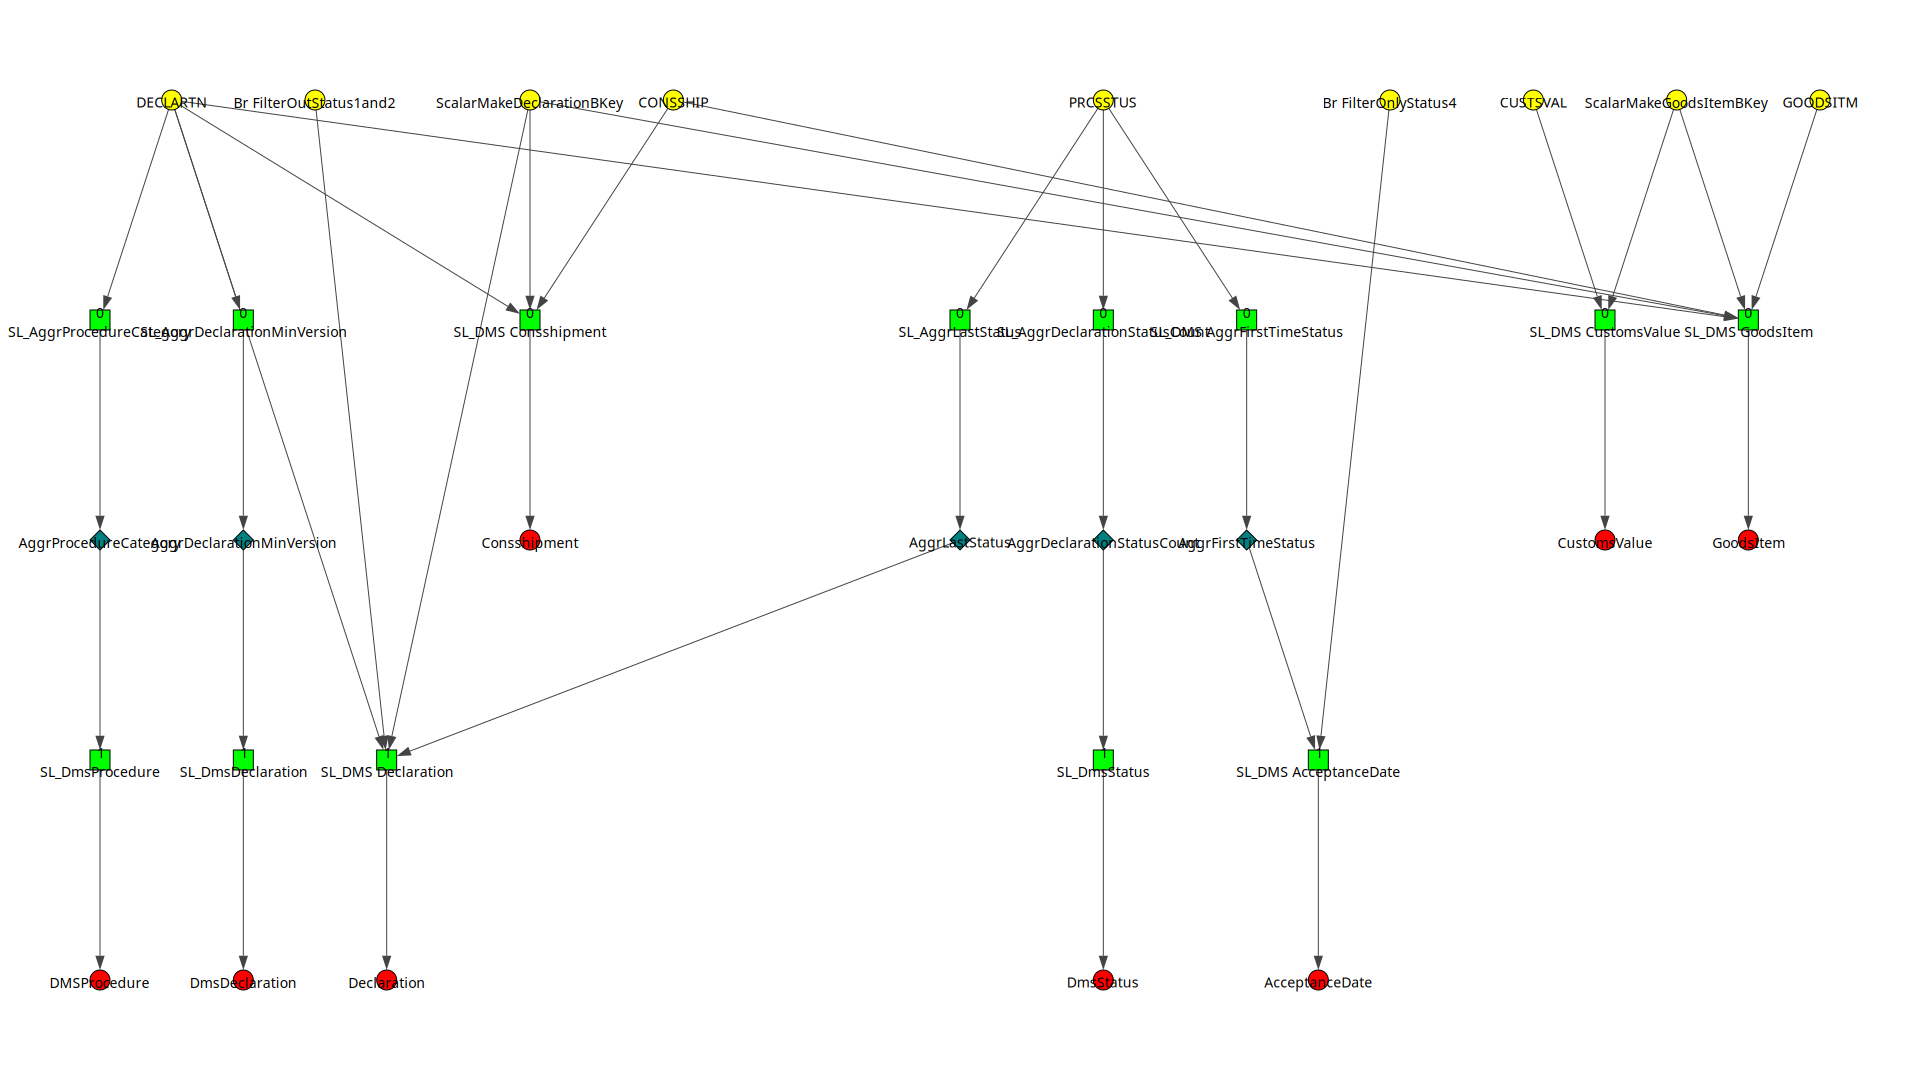 DECLARTN
Br FilterOutStatus1and2
ScalarMakeDeclarationBKey
CONSSHIP
PRCSSTUS
Br FilterOnlyStatus4
CUSTSVAL
ScalarMakeGoodsItemBKey
GOODSITM
0
0
0
0
0
0
0
0
SL_AggrProcedureCategory
SL_AggrDeclarationMinVersion
SL_DMS Consshipment
SL_AggrLastStatus
SL_AggrDeclarationStatusCount
SL_DMS AggrFirstTimeStatus
SL_DMS CustomsValue
SL_DMS GoodsItem
AggrProcedureCategory
AggrDeclarationMinVersion
Consshipment
AggrLastStatus
AggrDeclarationStatusCount
AggrFirstTimeStatus
CustomsValue
GoodsItem
1
1
1
1
1
SL_DmsProcedure
SL_DmsDeclaration
SL_DMS Declaration
SL_DmsStatus
SL_DMS AcceptanceDate
DMSProcedure
DmsDeclaration
Declaration
DmsStatus
AcceptanceDate